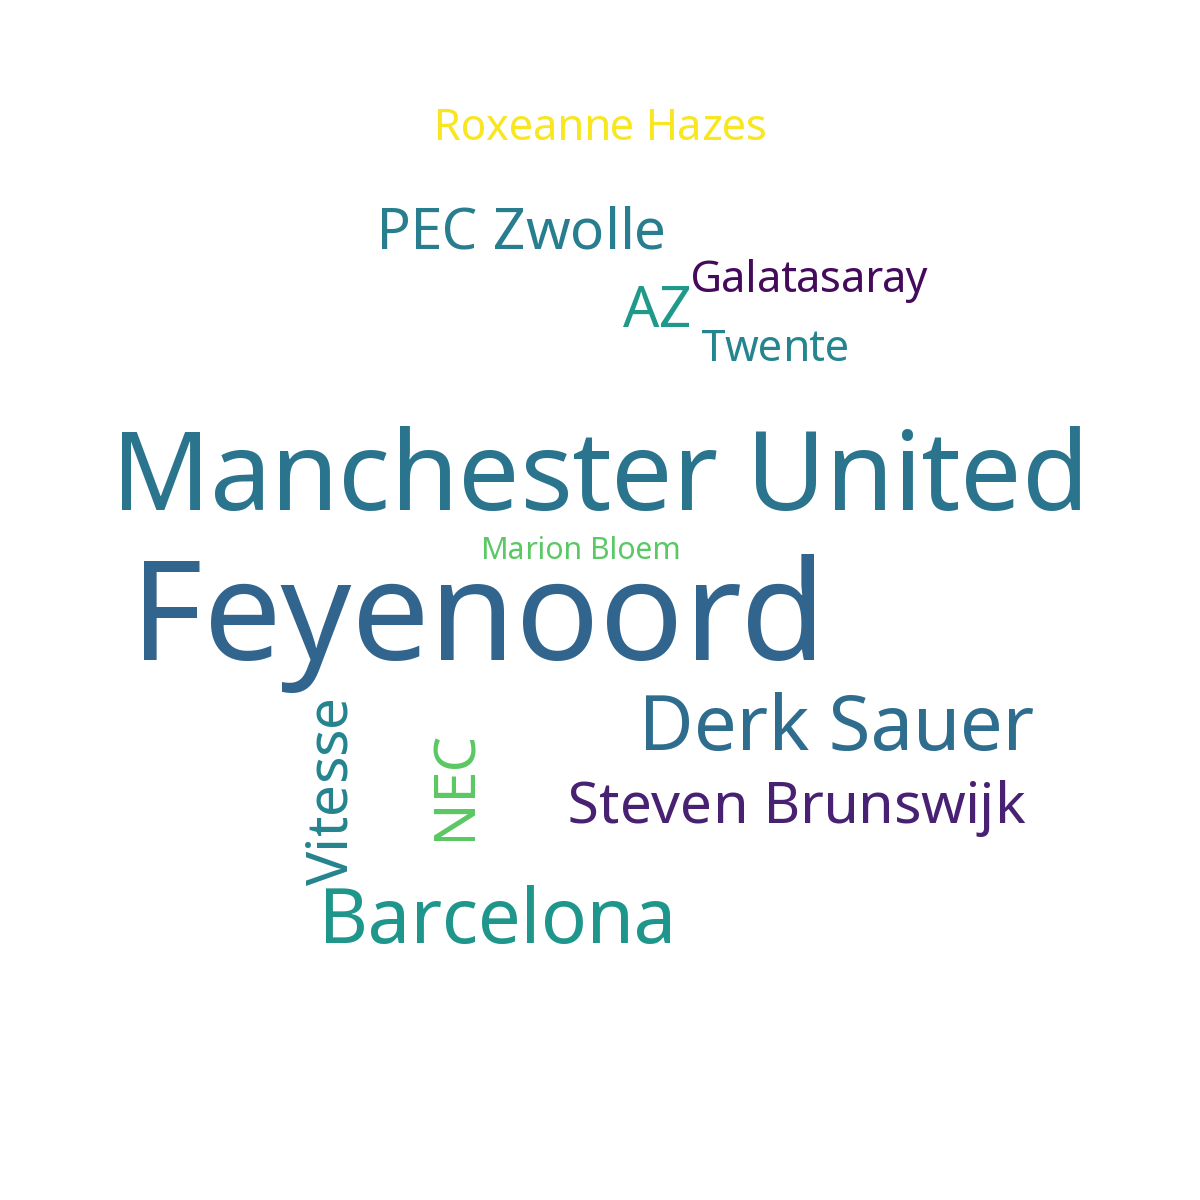 Roxeanne Hazes
PEC Zwolle
Galatasaray
AZ
Twente
Manchester United
Marion Bloem
Feyenoord
Derk Sauer
Vitesse
NEC
Steven Brunswijk
Barcelona